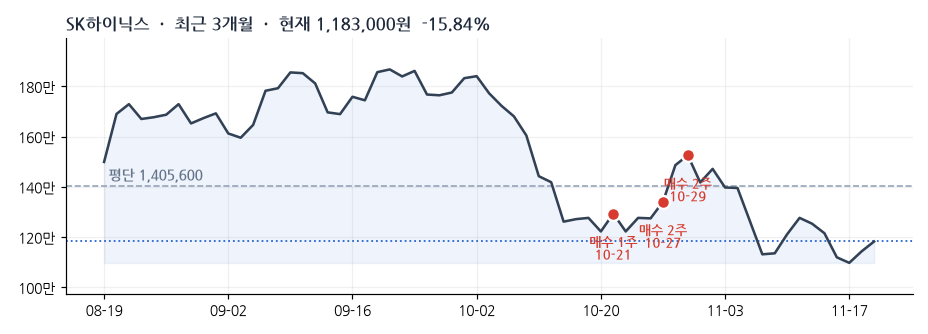 SK하이닉스 · 최근 3개월 · 현재 1,183,000원 -15.84%
180만
160만
140만
120만
100만
평단 1,405,600
매수 1주
10-21
매수 2주
10-27
매수 2주
10-29
08-19
09-02
09-16
10-02
10-20
11-03
11-17